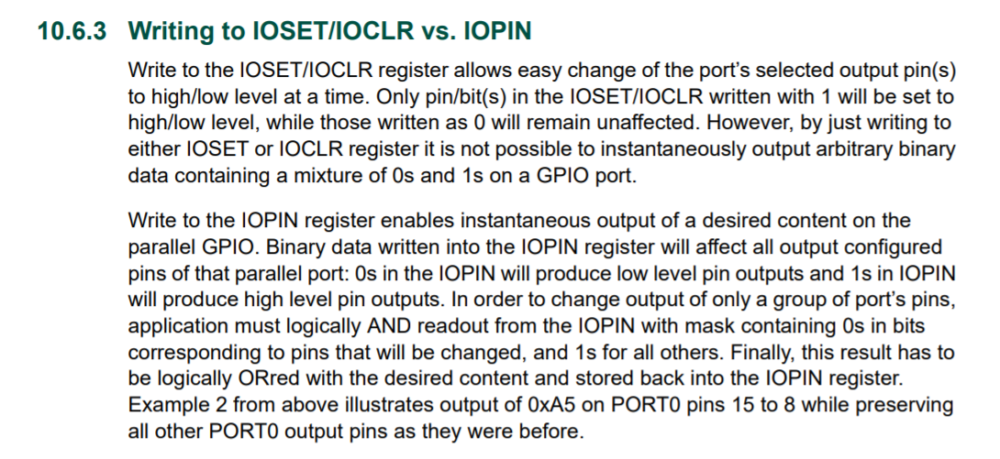 10.6.3 Writing to IOSET/IOCLR vs. IOPIN
Write to the IOSET/IOCLR register allows easy change of the port's selected output pin(s)
to high/low level at a time. Only pin/bit(s) in the IOSET/IOCLR written with 1 will be set to
high/low level, while those written as 0 will remain unaffected. However, by just writing to
either IOSET or IOCLR register it is not possible to instantaneously output arbitrary binary
data containing a mixture of 0s and 1s on a GPIO port.
Write to the IOPIN register enables instantaneous output of a desired content on the
parallel GPIO. Binary data written into the IOPIN register will affect all output configured
pins of that parallel port: 0s in the IOPIN will produce low level pin outputs and 1s in IOPIN
will produce high level pin outputs. In order to change output of only a group of port's pins,
application must logically AND readout from the IOPIN with mask containing 0s in bits
corresponding to pins that will be changed, and 1s for all others. Finally, this result has to
be logically ORred with the desired content and stored back into the IOPIN register.
Example 2 from above illustrates output of 0xA5 on PORT0 pins 15 to 8 while preserving
all other PORT0 output pins as they were before.